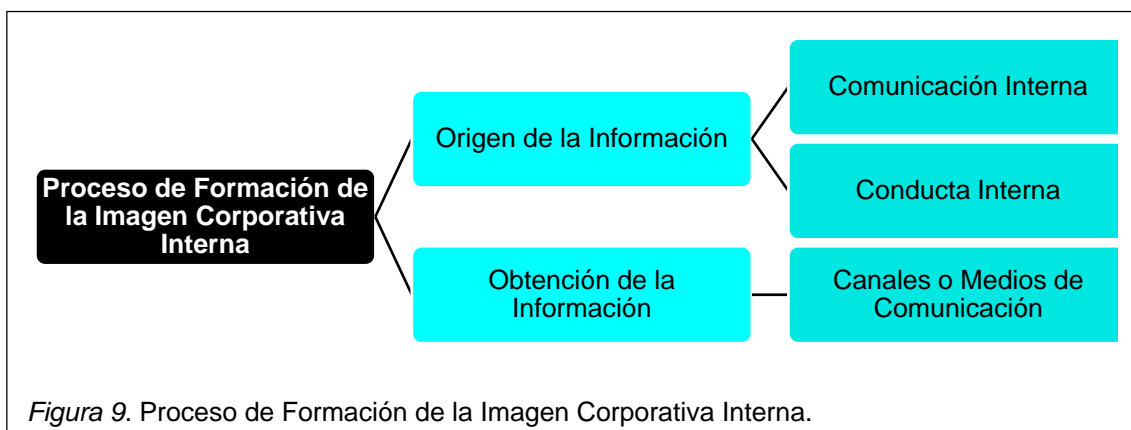 Proceso de Formación de
la Imagen Corporativa
Interna
Origen de la Información
Comunicación Interna
Conducta Interna
Obtención de la
Información
Canales o Medios de
Comunicación
Figura 9. Proceso de Formación de la Imagen Corporativa Interna.